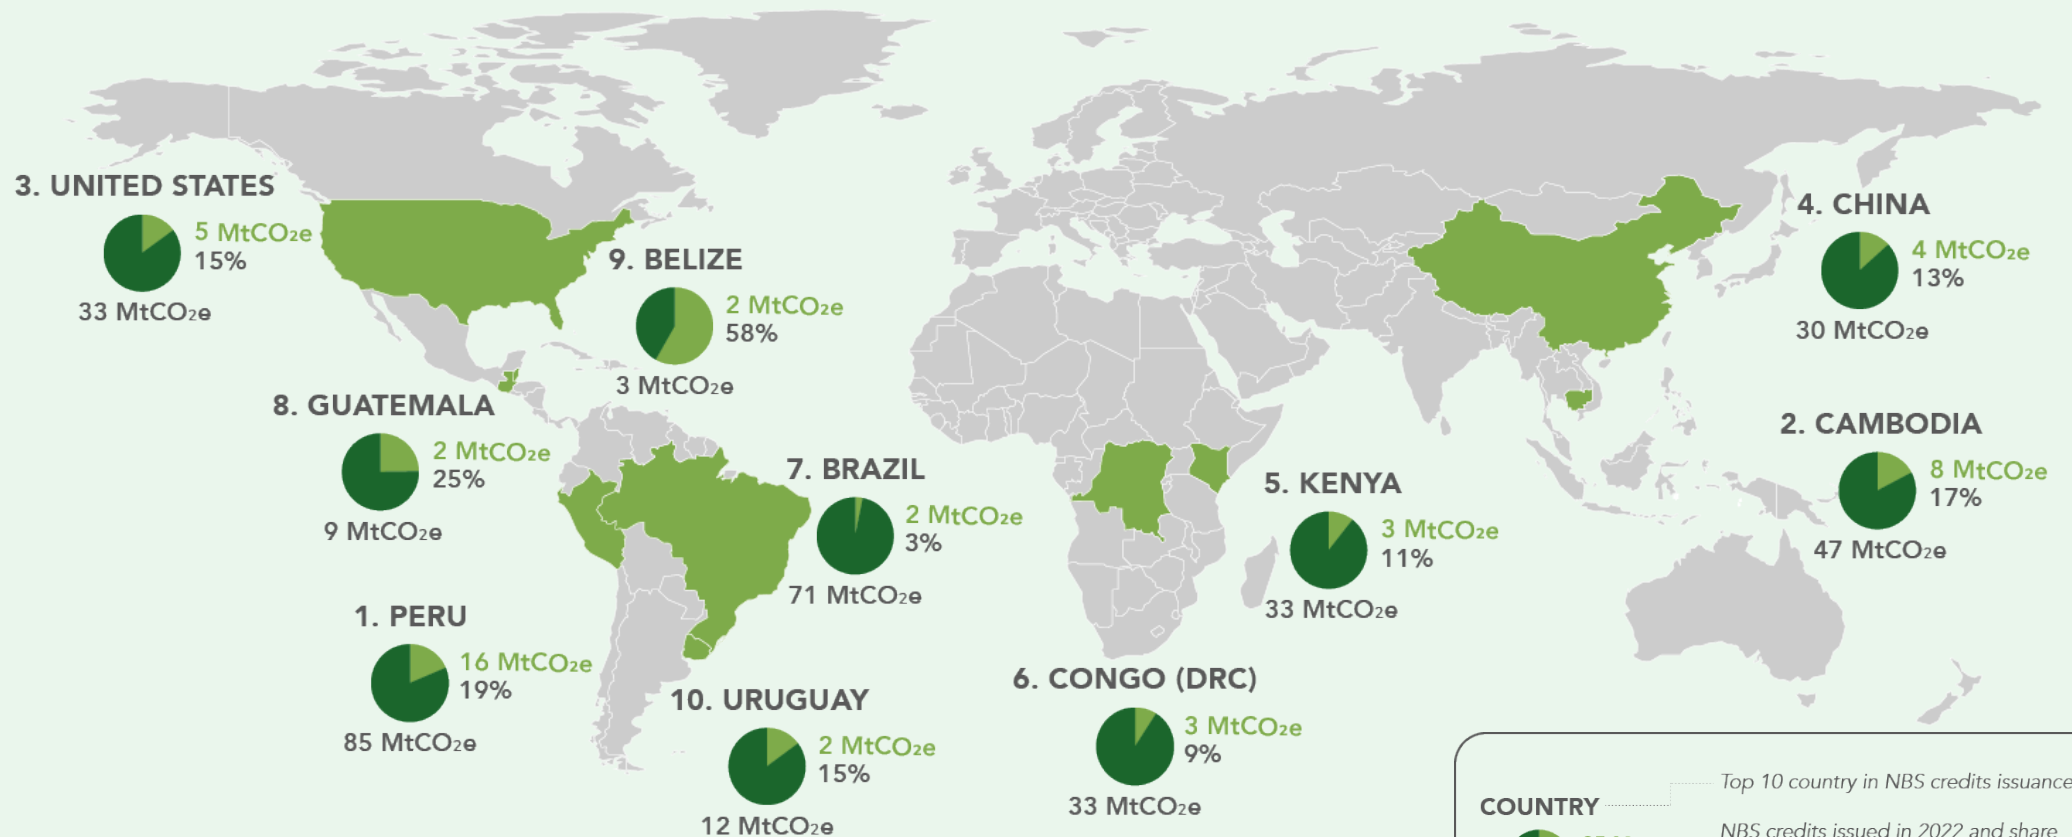 3. UNITED STATES
5 MtCO₂e
15%
33 MtCO₂e
9. BELIZE
2 MtCO₂e
58%
3 MtCO₂e
4. CHINA
4 MtCO₂e
13%
30 MtCO₂e
8. GUATEMALA
2 MtCO₂e
25%
9 MtCO₂e
7. BRAZIL
2 MtCO₂e
3%
71 MtCO₂e
5. KENYA
3 MtCO₂e
11%
33 MtCO₂e
2. CAMBODIA
8 MtCO₂e
17%
47 MtCO₂e
1. PERU
16 MtCO₂e
19%
85 MtCO₂e
10. URUGUAY
2 MtCO₂e
15%
12 MtCO₂e
6. CONGO (DRC)
3 MtCO₂e
9%
33 MtCO₂e
Top 10 country in NBS credits issuance
COUNTRY
NBS credits issued in 2022 and share